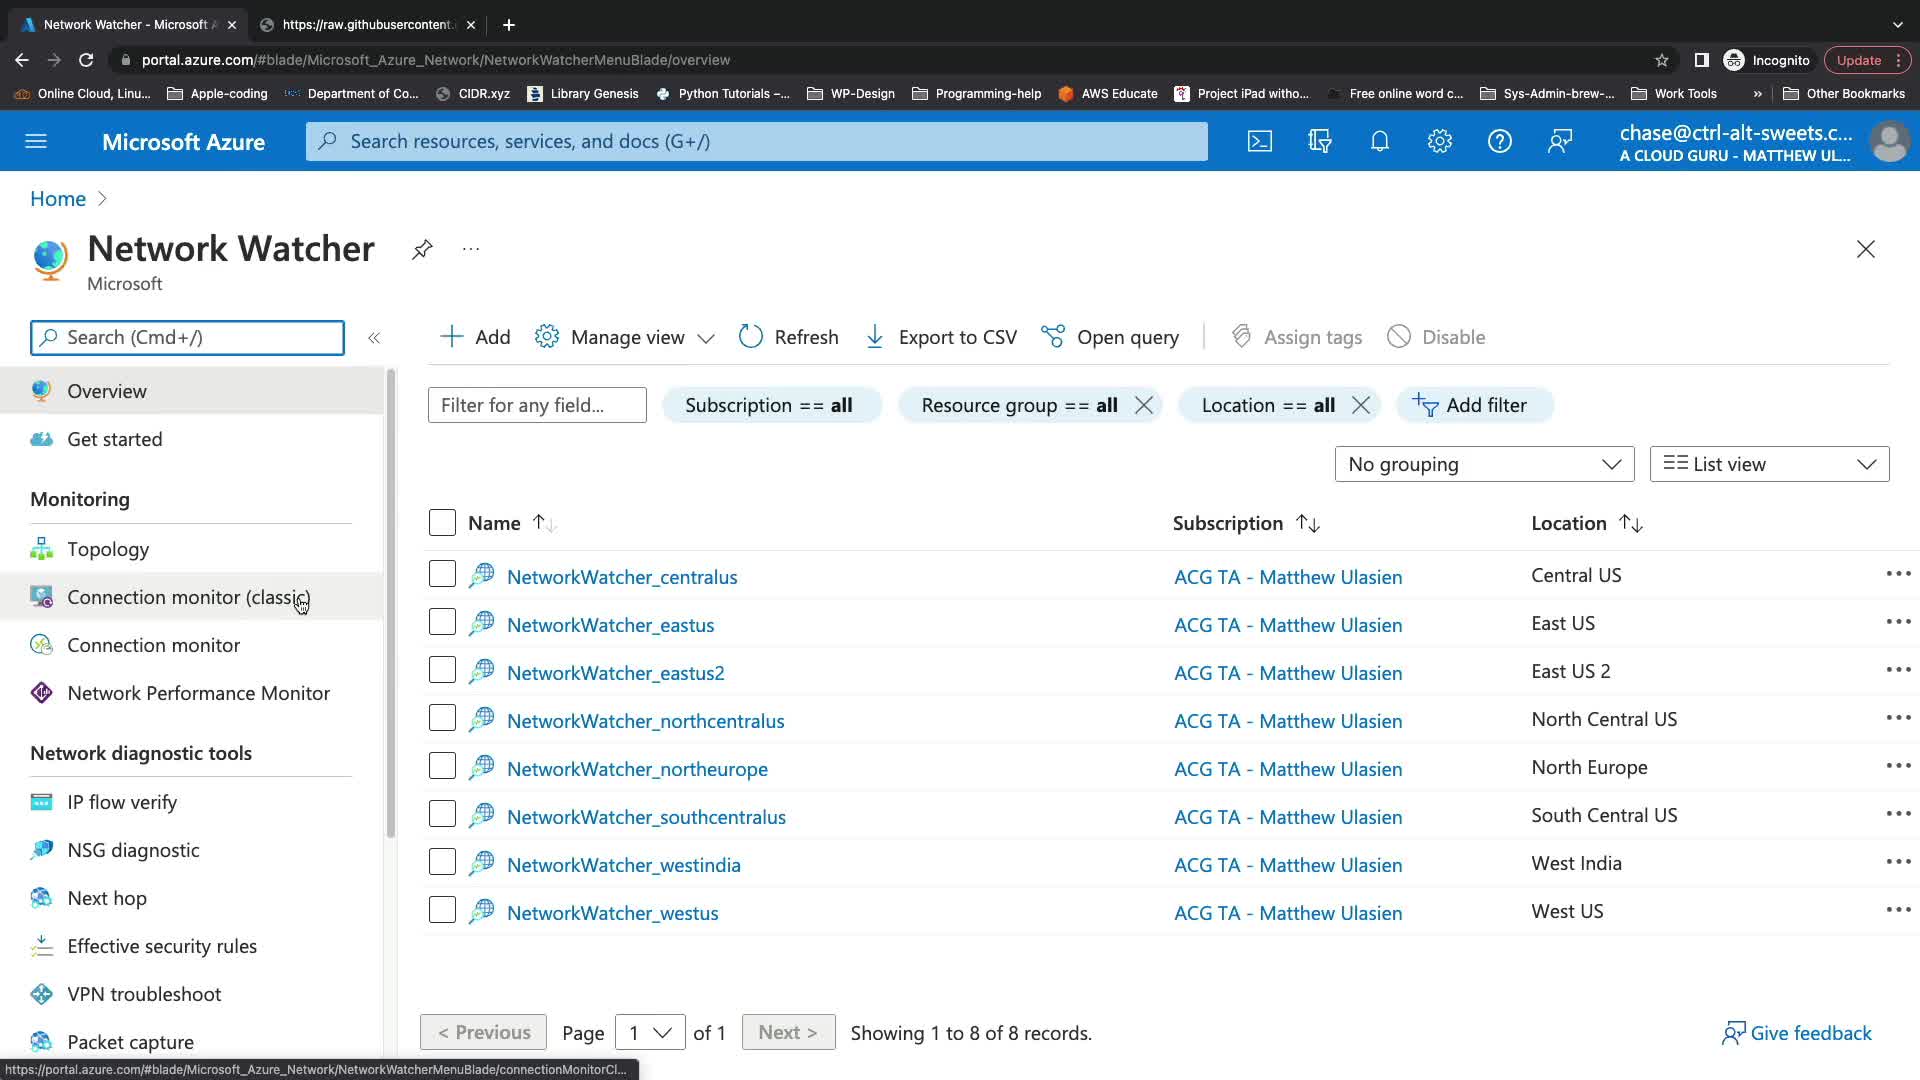 Network Watcher - Microsoft A
https://raw.githubusercontent.
portal.azure.com/#blade/Microsoft_Azure_Network/NetworkWatcherMenuBlade/overview
Incognito
Update
Online Cloud, Linu...
Apple-coding
Department of Co...
CIDR.xyz
Library Genesis
Python Tutorials –...
WP-Design
Programming-help
AWS Educate
Project iPad witho...
Free online word c...
Sys-Admin-brew-...
Work Tools
»
Other Bookmarks
Microsoft Azure
Search resources, services, and docs (G+/)
chase@ctrl-alt-sweets.c...
A CLOUD GURU - MATTHEW UL...
Home
Network Watcher
...
Microsoft
Search (Cmd+/)
«
Add
Manage view
Refresh
Export to CSV
Open query
Assign tags
Disable
Overview
Get started
Monitoring
Topology
Connection monitor (classic)
Connection monitor
Network Performance Monitor
Network diagnostic tools
IP flow verify
NSG diagnostic
Next hop
Effective security rules
VPN troubleshoot
Packet capture
Filter for any field...
Subscription == all
Resource group == all
Location == all
Add filter
No grouping
List view
Name
Subscription
Location
NetworkWatcher_centralus
ACG TA - Matthew Ulasien
Central US
NetworkWatcher_eastus
ACG TA - Matthew Ulasien
East US
NetworkWatcher_eastus2
ACG TA - Matthew Ulasien
East US 2
NetworkWatcher_northcentralus
ACG TA - Matthew Ulasien
North Central US
NetworkWatcher_northeurope
ACG TA - Matthew Ulasien
North Europe
NetworkWatcher_southcentralus
ACG TA - Matthew Ulasien
South Central US
NetworkWatcher_westindia
ACG TA - Matthew Ulasien
West India
NetworkWatcher_westus
ACG TA - Matthew Ulasien
West US
< Previous
Page
1
of 1
Next >
Showing 1 to 8 of 8 records.
Give feedback
https://portal.azure.com/#blade/Microsoft_Azure_Network/NetworkWatcherMenuBlade/connectionMonitorCl...